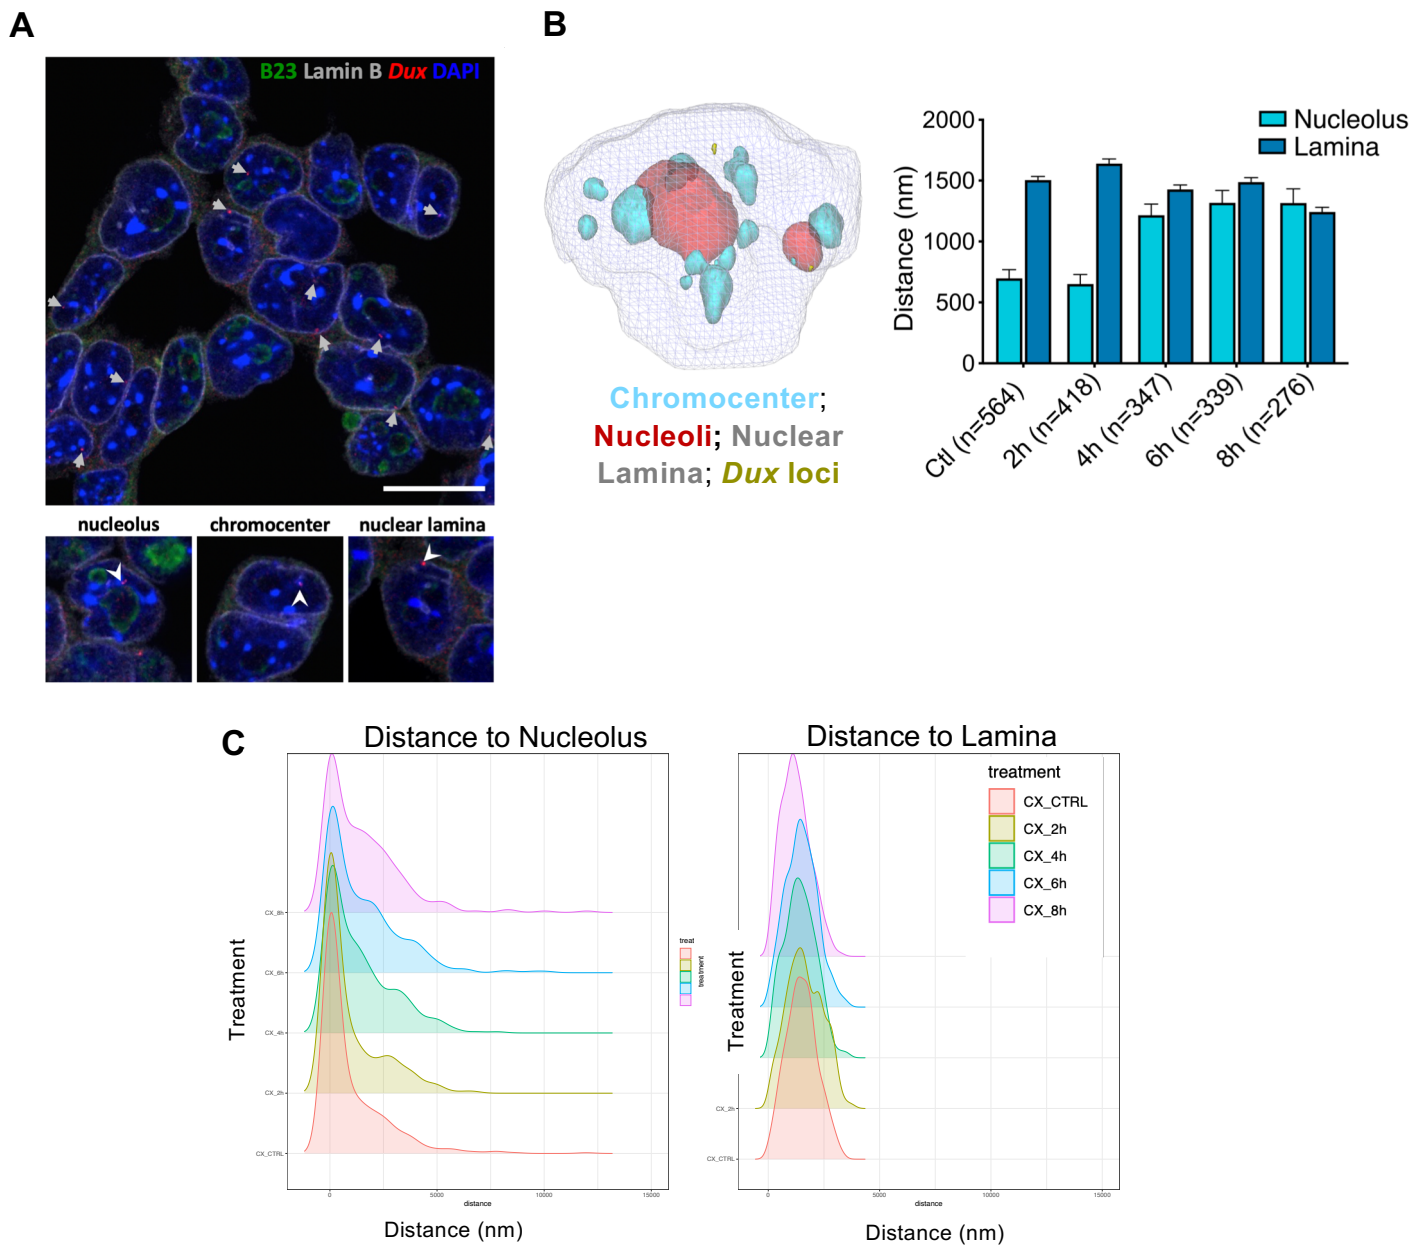 A
B23 Lamin B Dux DAPI
nucleolus
chromocenter
nuclear lamina
B
Chromocenter;
Nucleoli; Nuclear
Lamina; Dux loci
Distance (nm)
2000
1500
1000
500
0
Nucleolus
Lamina
Ctl (n=564)
2h (n=418)
4h (n=347)
6h (n=339)
8h (n=276)
C
Distance to Nucleolus
Treatment
CX_8h
CX_6h
CX_4h
CX_2h
CX_CTRL
0
5000
10000
15000
distance
Distance (nm)
treat
treatment
Distance to Lamina
treatment
CX_CTRL
CX_2h
CX_4h
CX_6h
CX_8h
Treatment
CX_2h
CX_CTRL
0
5000
10000
15000
distance
Distance (nm)